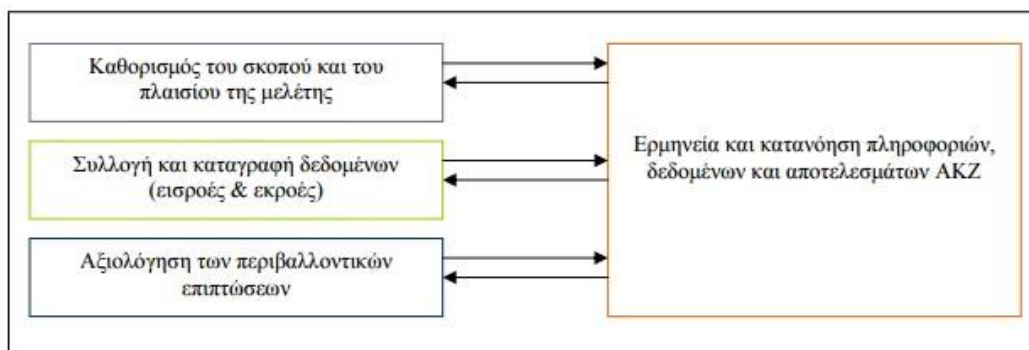 Καθορισμός του σκοπού και του
πλαισίου της μελέτης
Συλλογή και καταγραφή δεδομένων
(εισροές & εκροές)
Αξιολόγηση των περιβαλλοντικών
επιπτώσεων
Ερμηνεία και κατανόηση πληροφοριών,
δεδομένων και αποτελεσμάτων ΑΚΖ